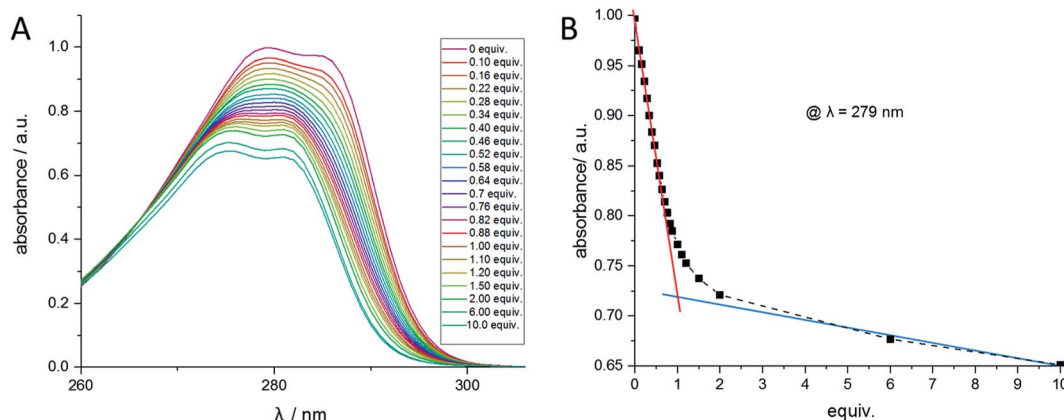 A
absorbance / a.u.
1.0
0.8
0.6
0.4
0.2
0.0
260
280
300
λ / nm
0 equiv.
0.10 equiv.
0.16 equiv.
0.22 equiv.
0.28 equiv.
0.34 equiv.
0.40 equiv.
0.46 equiv.
0.52 equiv.
0.58 equiv.
0.64 equiv.
0.7 equiv.
0.76 equiv.
0.82 equiv.
0.88 equiv.
1.00 equiv.
1.10 equiv.
1.20 equiv.
1.50 equiv.
2.00 equiv.
6.00 equiv.
10.0 equiv.
B
absorbance/ a.u.
1.00
0.95
0.90
0.85
0.80
0.75
0.70
0.65
@ λ = 279 nm
0 1 2 3 4 5 6 7 8 9 10
equiv.